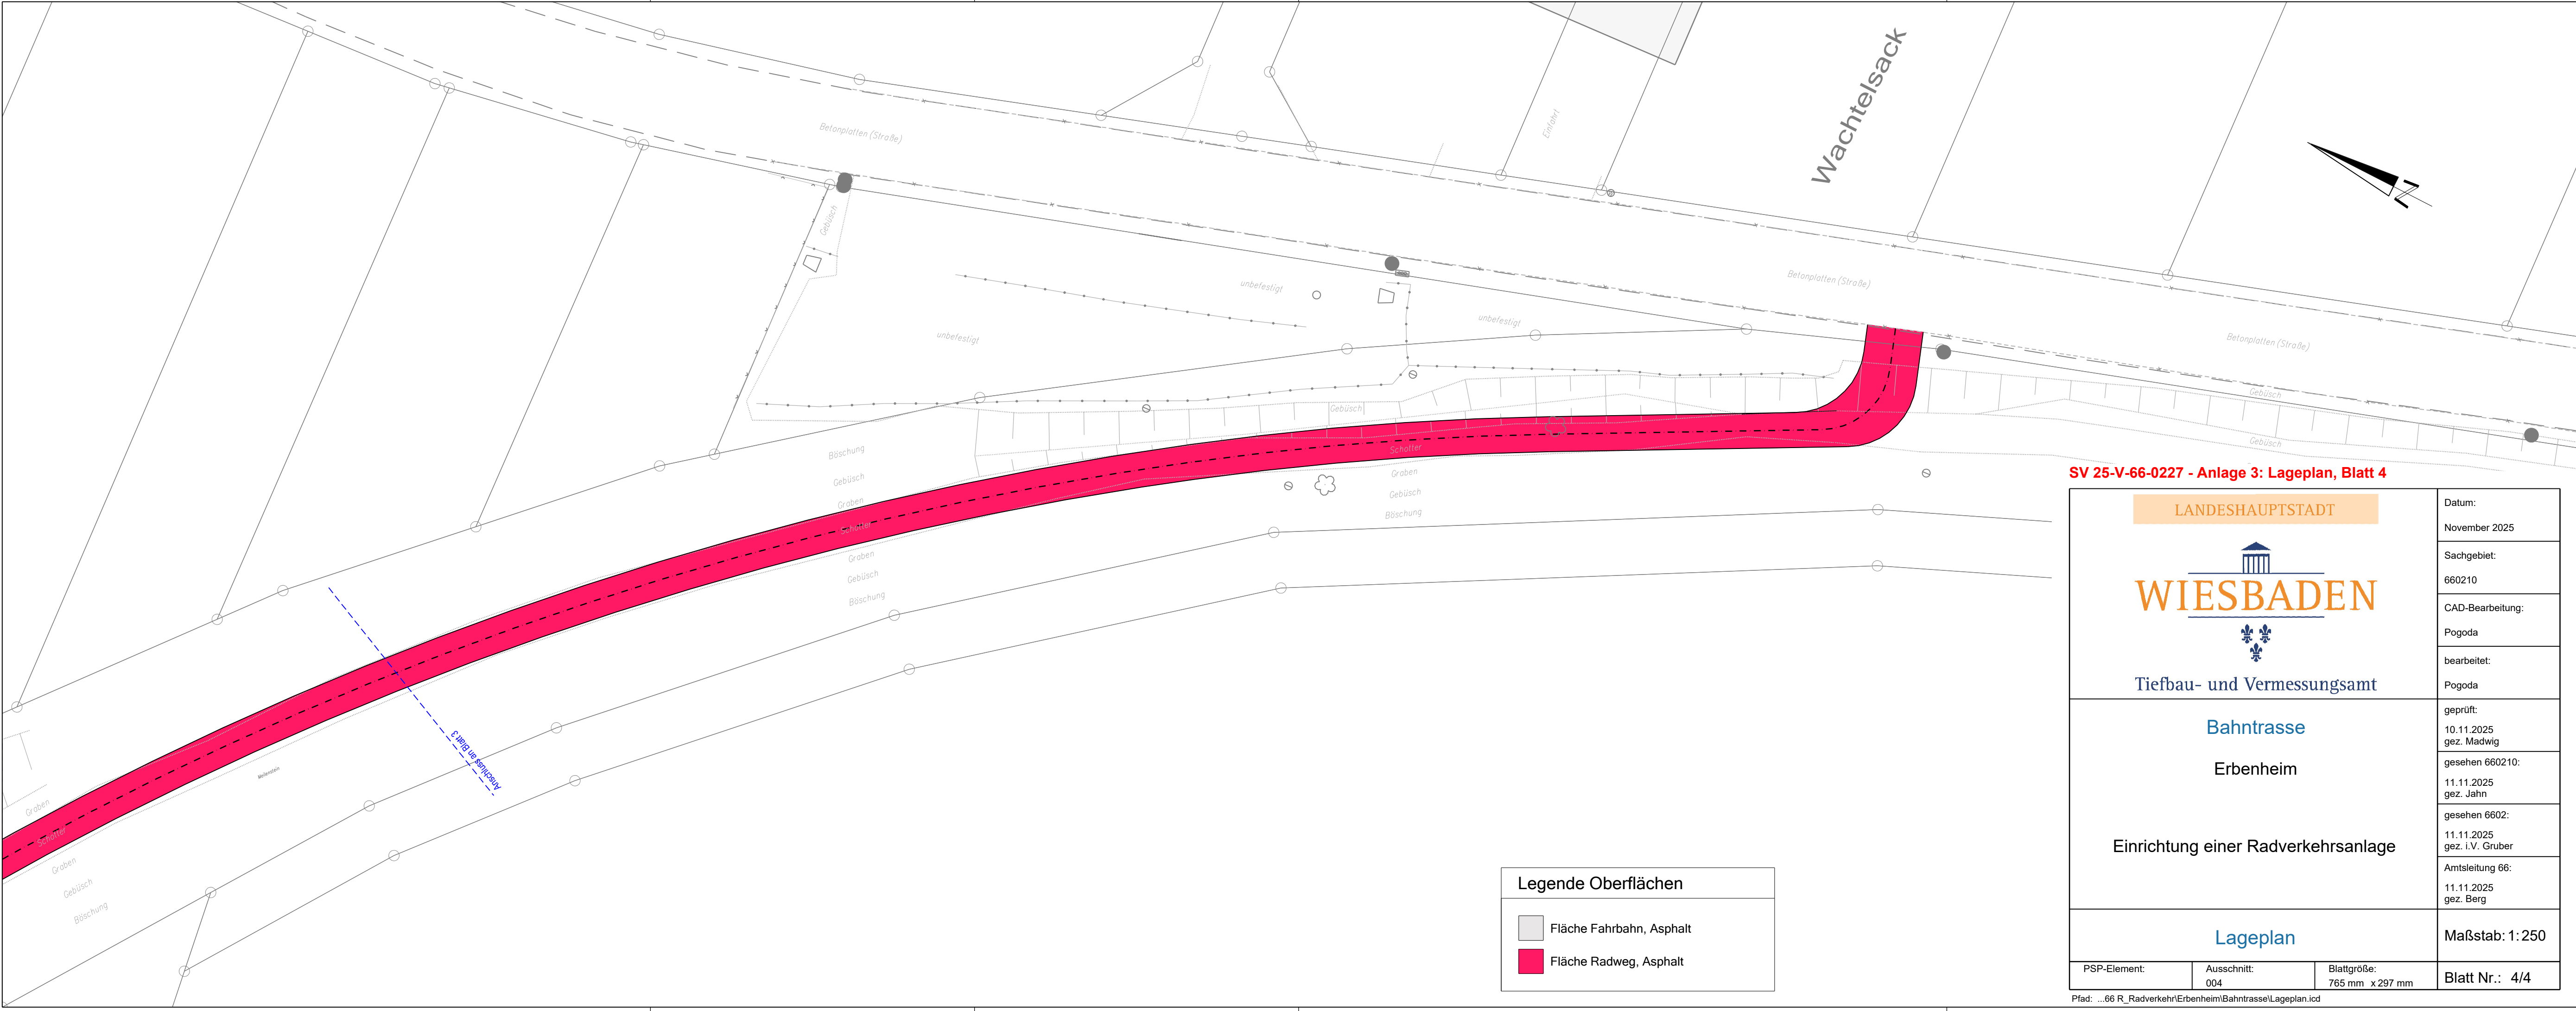 Betonplatten (Straße)
Einfahrt
Wachtelsack
N
Gebüsch
unbefestigt
unbefestigt
unbefestigt
Betonplatten (Straße)
Betonplatten (Straße)
Gebüsch
Gebüsch
Gebüsch
Böschung
Gebüsch
Graben
Schotter
Graben
Gebüsch
Böschung
Schotter
Graben
Gebüsch
Böschung
Anschluss an Blatt 3
Meilenstein
Graben
Schotter
Graben
Gebüsch
Böschung
Legende Oberflächen
Fläche Fahrbahn, Asphalt
Fläche Radweg, Asphalt
SV 25-V-66-0227 - Anlage 3: Lageplan, Blatt 4
LANDESHAUPTSTADT
WIESBADEN
Tiefbau- und Vermessungsamt
Bahntrasse
Erbenheim
Einrichtung einer Radverkehrsanlage
Lageplan
Datum:
November 2025
Sachgebiet:
660210
CAD-Bearbeitung:
Pogoda
bearbeitet:
Pogoda
geprüft:
10.11.2025
gez. Madwig
gesehen 660210:
11.11.2025
gez. Jahn
gesehen 6602:
11.11.2025
gez. i.V. Gruber
Amtsleitung 66:
11.11.2025
gez. Berg
Maßstab: 1: 250
PSP-Element:
Ausschnitt:
004
Blattgröße:
765 mm x 297 mm
Blatt Nr.: 4/4
Pfad: ...66 R_Radverkehr\Erbenheim\Bahntrasse\Lageplan.icd